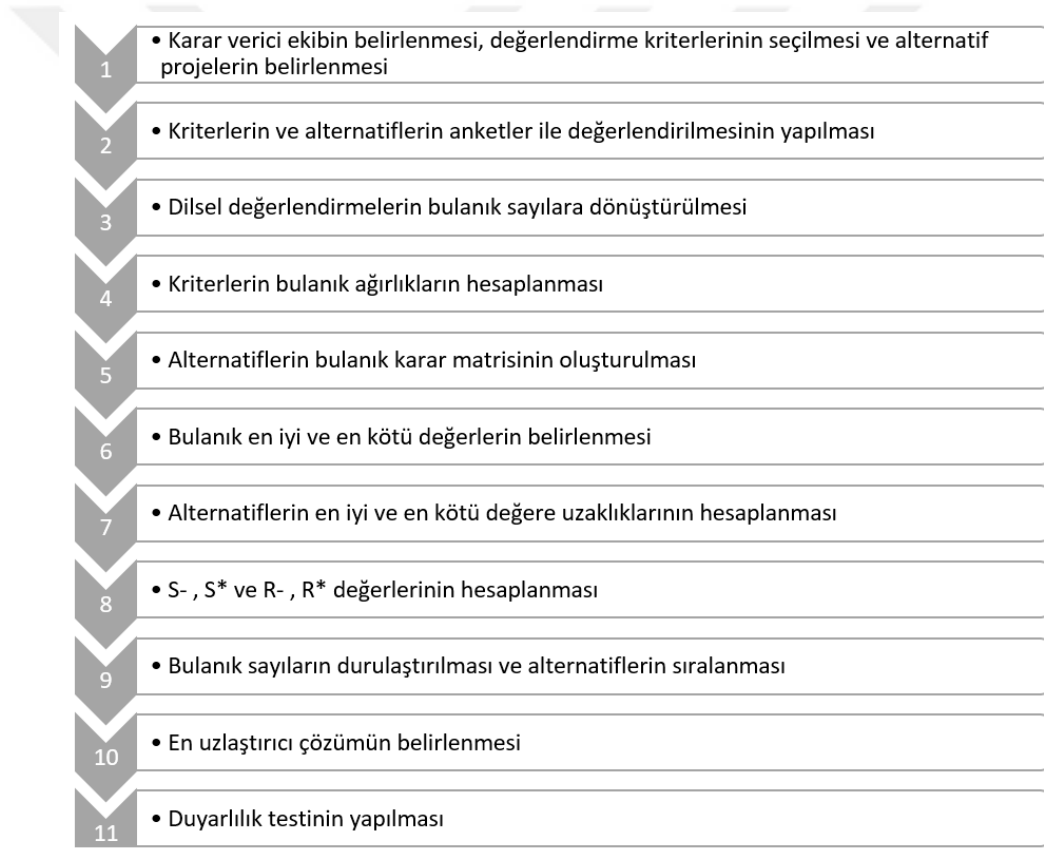 1
• Karar verici ekibin belirlenmesi, değerlendirme kriterlerinin seçilmesi ve alternatif
projelerin belirlenmesi
2
• Kriterlerin ve alternatiflerin anketler ile değerlendirilmesinin yapılması
3
• Dilsel değerlendirmelerin bulanık sayılara dönüştürülmesi
4
• Kriterlerin bulanık ağırlıkların hesaplanması
5
• Alternatiflerin bulanık karar matrisinin oluşturulması
6
• Bulanık en iyi ve en kötü değerlerin belirlenmesi
7
• Alternatiflerin en iyi ve en kötü değere uzaklıklarının hesaplanması
8
• S- , S* ve R- , R* değerlerinin hesaplanması
9
• Bulanık sayıların durulaştırılması ve alternatiflerin sıralanması
10
• En uzlaştırıcı çözümün belirlenmesi
11
• Duyarlılık testinin yapılması